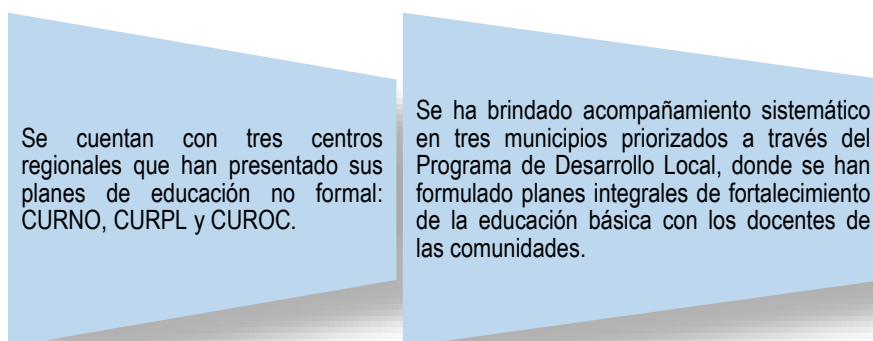 Se cuentan con tres centros
regionales que han presentado sus
planes de educación no formal:
CURNO, CURPL y CUROC.
Se ha brindado acompañamiento sistemático
en tres municipios priorizados a través del
Programa de Desarrollo Local, donde se han
formulado planes integrales de fortalecimiento
de la educación básica con los docentes de
las comunidades.